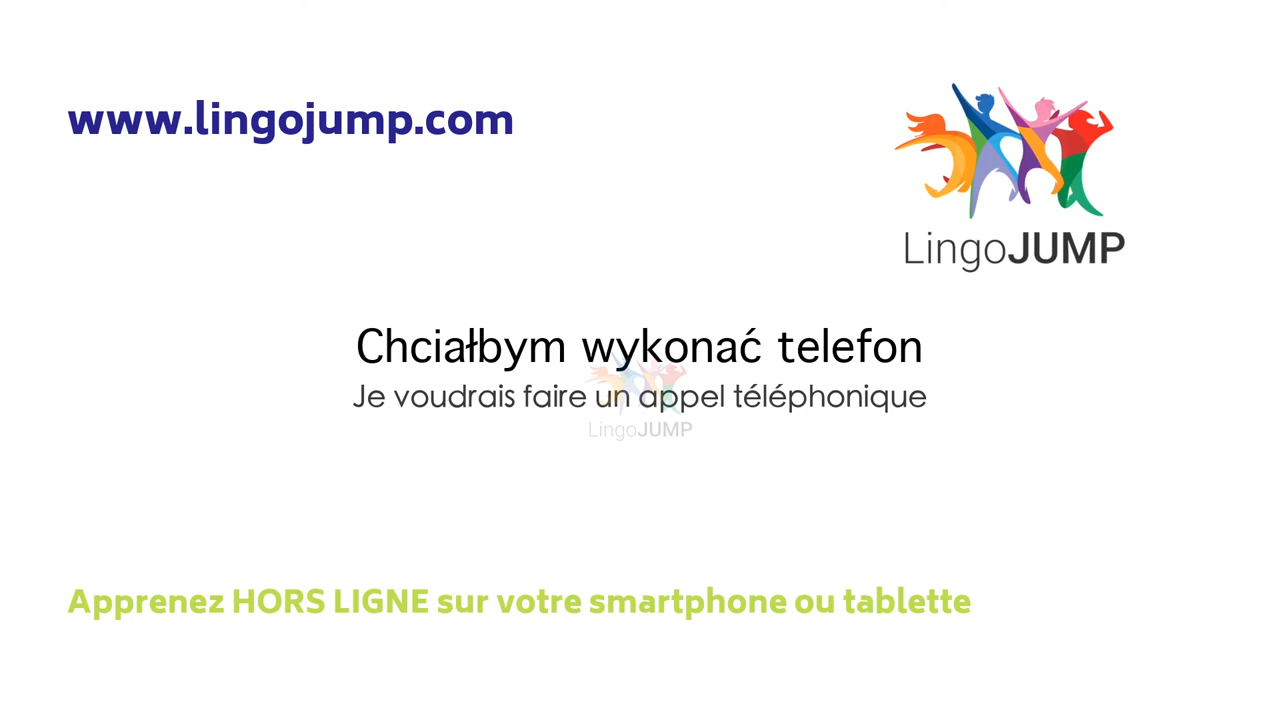 www.lingojump.com
LingoJUMP
Chciałbym wykonać telefon
Je voudrais faire un appel téléphonique
LingoJUMP
Apprenez HORS LIGNE sur votre smartphone ou tablette